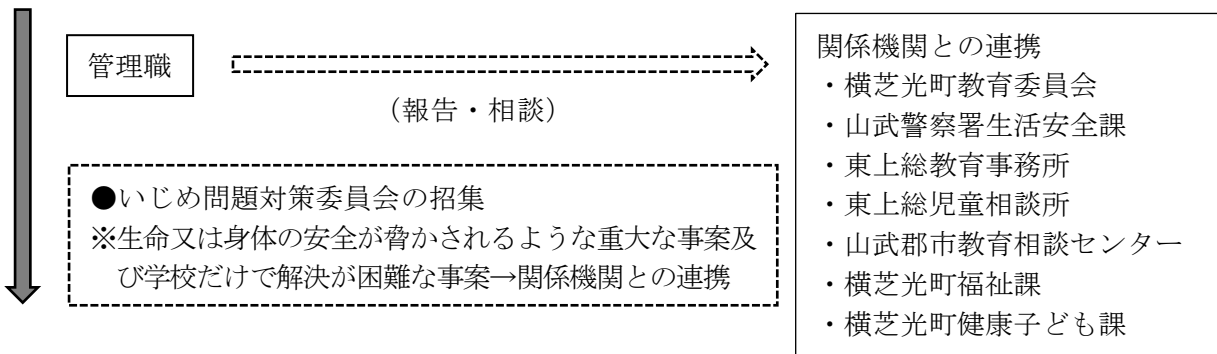 管理職
（報告・相談）
●いじめ問題対策委員会の招集
※生命又は身体の安全が脅かされるような重大な事案及
び学校だけで解決が困難な事案→関係機関との連携
関係機関との連携
・横芝光町教育委員会
・山武警察署生活安全課
・東上総教育事務所
・東上総児童相談所
・山武郡市教育相談センター
・横芝光町福祉課
・横芝光町健康子ども課